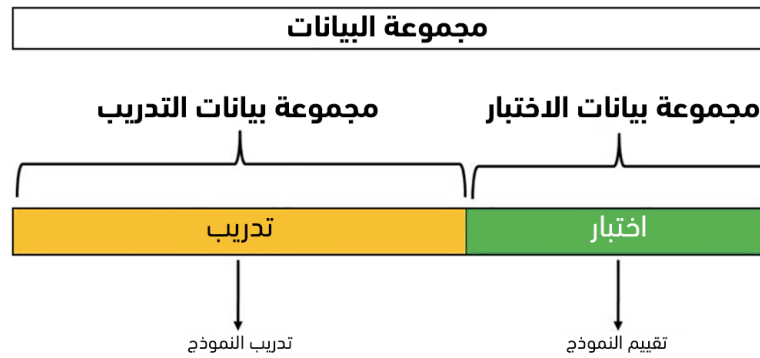 مجموعة البيانات
مجموعة بيانات الاختبار
مجموعة بيانات التدريب
اختبار
تدريب
تقييم النموذج
تدريب النموذج